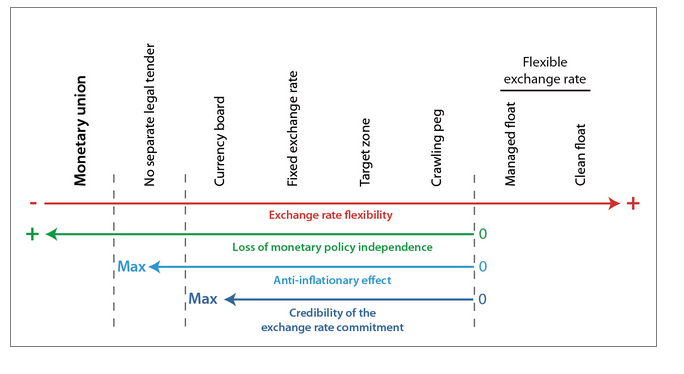 Monetary union
No separate legal tender
Currency board
Fixed exchange rate
Target zone
Crawling peg
Flexible
exchange rate
Managed float
Clean float
- +
Exchange rate flexibility
+ 0
Loss of monetary policy independence
Max 0
Anti-inflationary effect
Max 0
Credibility of the
exchange rate commitment